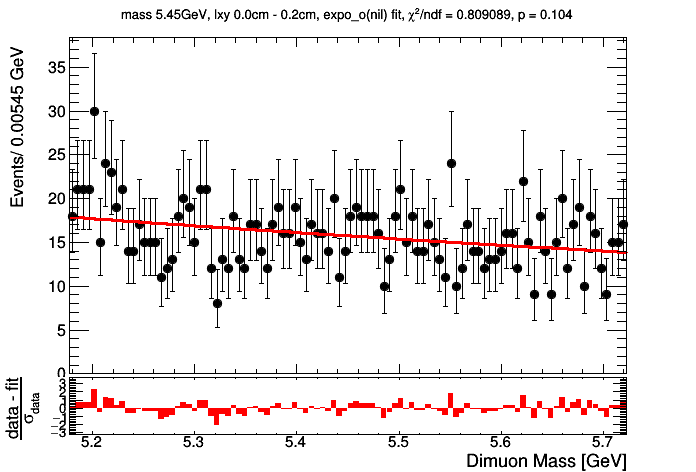 mass 5.45GeV, lxy 0.0cm - 0.2cm, expo_o(nil) fit, χ²/ndf = 0.809089, p = 0.104
Events/ 0.00545 GeV
35
30
25
20
15
10
5
0
data - fit
σdata
3
2
1
0
−1
−2
−3
5.2 5.3 5.4 5.5 5.6 5.7
Dimuon Mass [GeV]